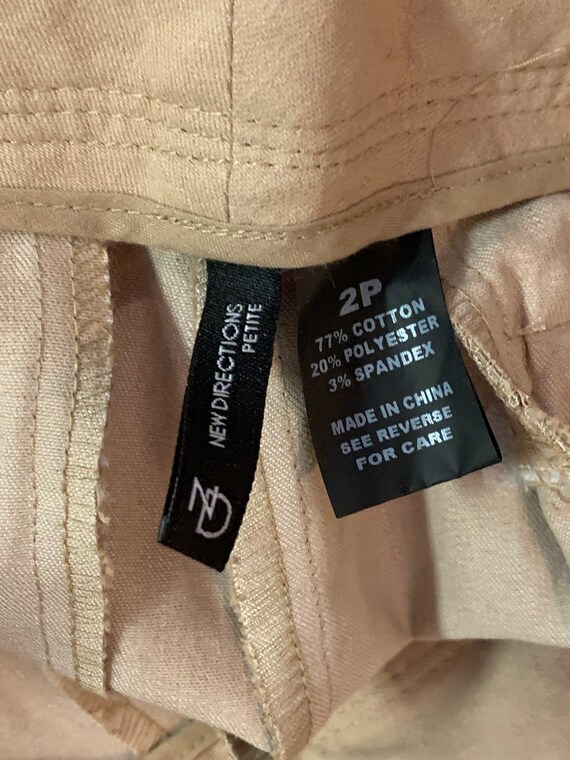 NEW DIRECTIONS
PETITE
ND
2P
77% COTTON
20% POLYESTER
3% SPANDEX
MADE IN CHINA
SEE REVERSE
FOR CARE